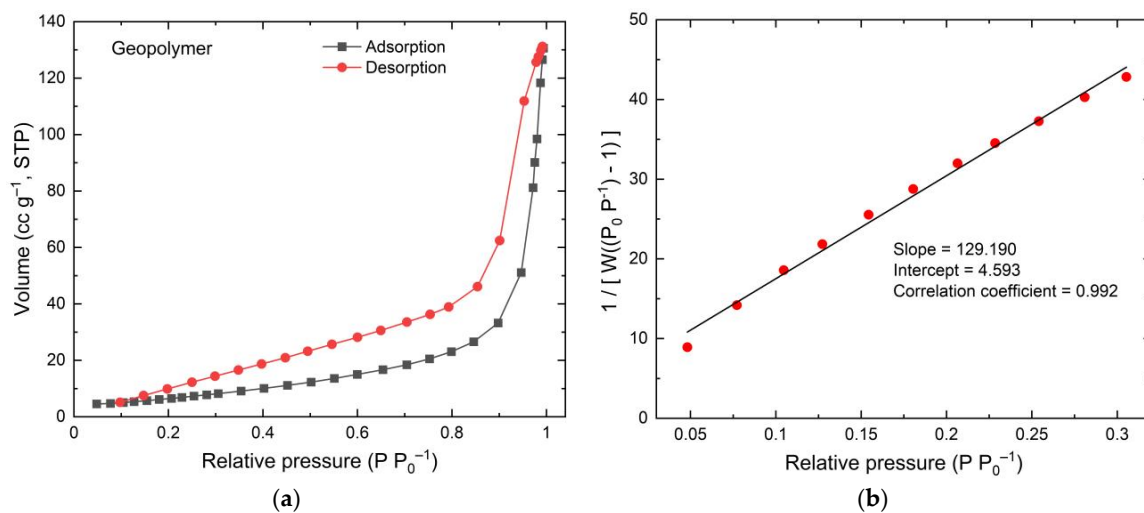 Geopolymer
Adsorption
Desorption
140
120
100
80
60
40
20
0
Volume (cc g⁻¹, STP)
0 0.2 0.4 0.6 0.8 1
Relative pressure (P P₀⁻¹)
(a)
50
40
30
20
10
0
1 / [ W((P₀ P⁻¹) - 1) ]
Slope = 129.190
Intercept = 4.593
Correlation coefficient = 0.992
0.05 0.1 0.15 0.2 0.25 0.3
Relative pressure (P P₀⁻¹)
(b)